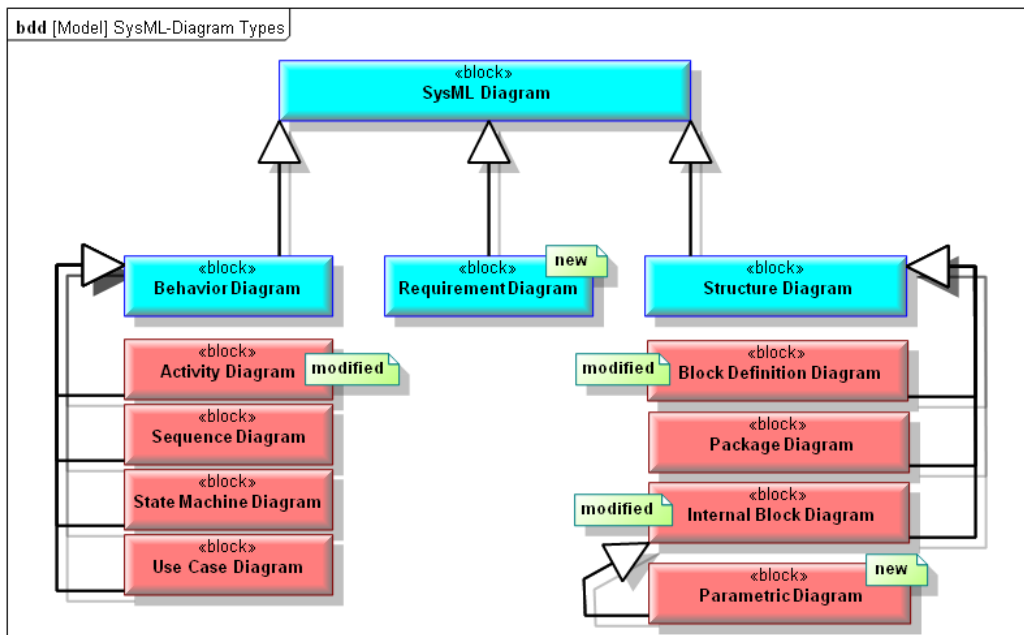 bdd [Model] SysML-Diagram Types
«block»
SysML Diagram
«block»
Behavior Diagram
«block»
Requirement Diagram
new
«block»
Structure Diagram
«block»
Activity Diagram
modified
«block»
Sequence Diagram
«block»
State Machine Diagram
«block»
Use Case Diagram
modified
«block»
Block Definition Diagram
«block»
Package Diagram
modified
«block»
Internal Block Diagram
new
«block»
Parametric Diagram